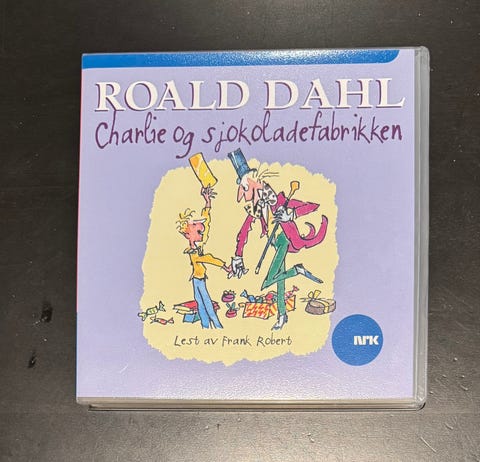 ROALD DAHL
Charlie og sjokoladefabrikken
Lest av Frank Robert
NRK